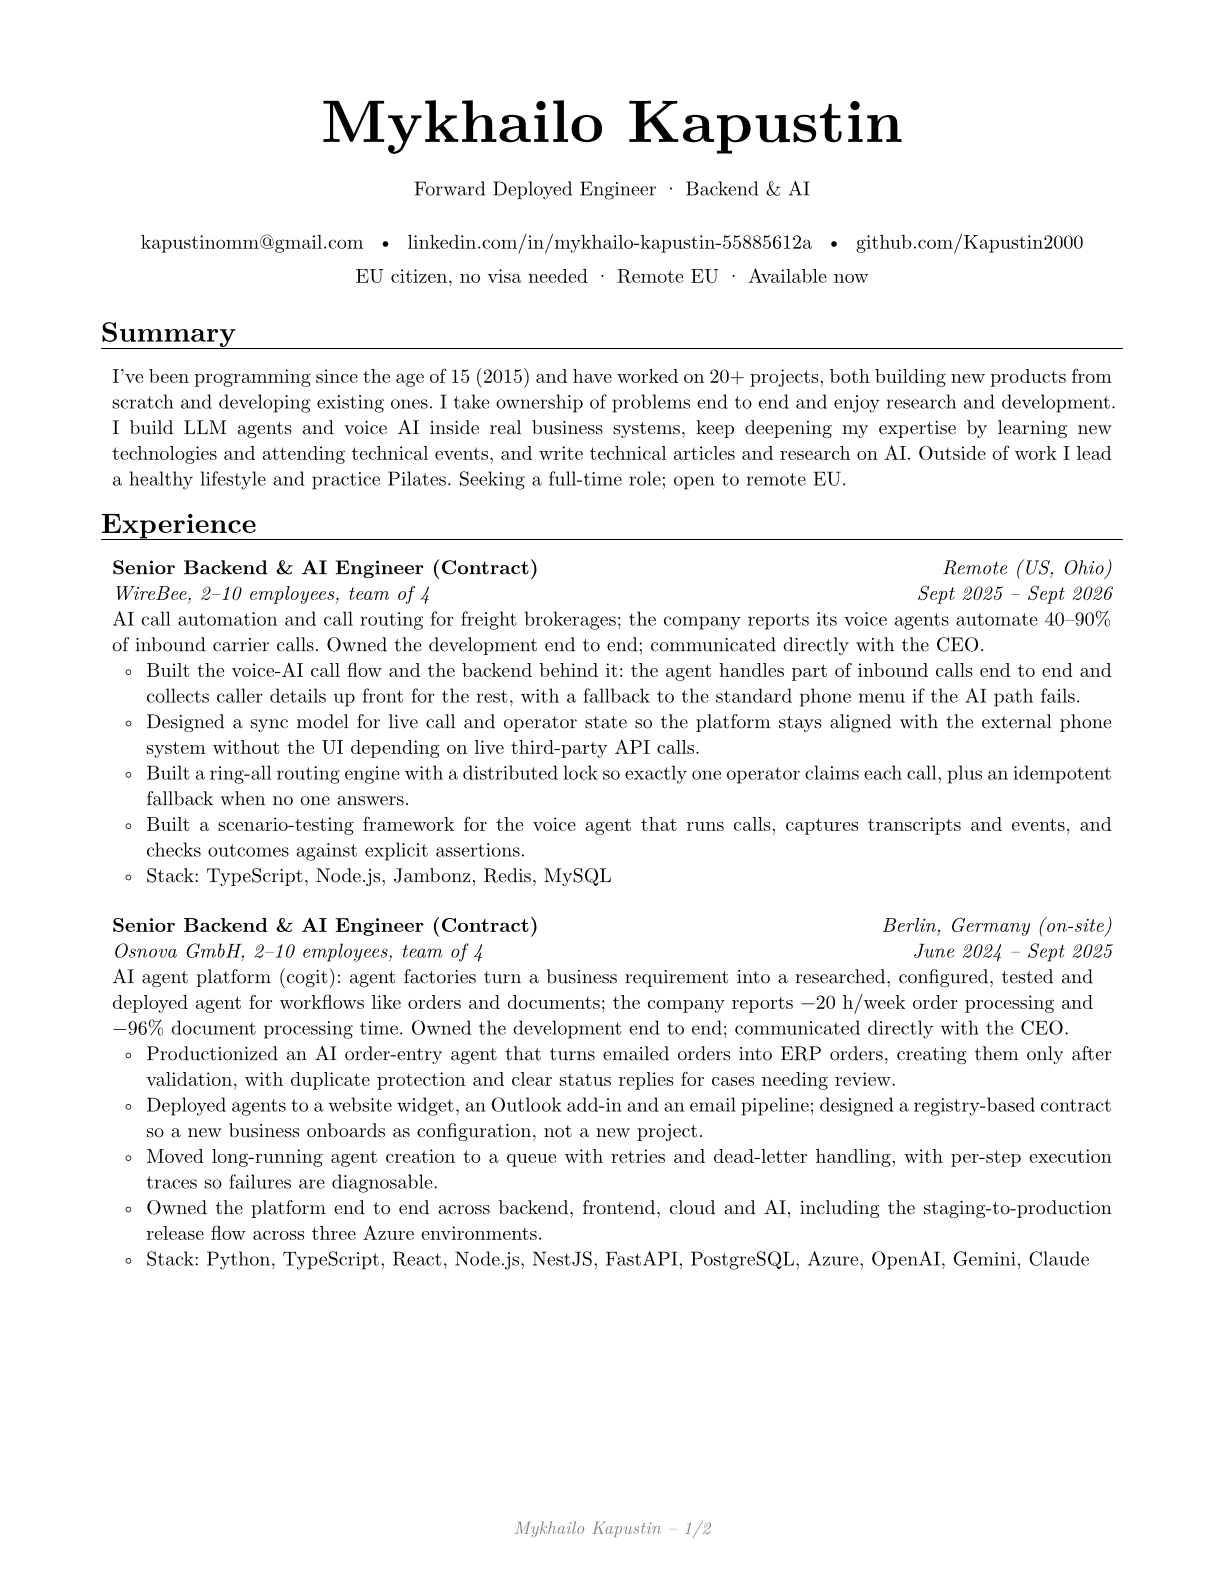 Mykhailo Kapustin
Forward Deployed Engineer · Backend & AI
kapustinomm@gmail.com • linkedin.com/in/mykhailo-kapustin-55885612a • github.com/Kapustin2000
EU citizen, no visa needed · Remote EU · Available now
Summary
I've been programming since the age of 15 (2015) and have worked on 20+ projects, both building new products from
scratch and developing existing ones. I take ownership of problems end to end and enjoy research and development.
I build LLM agents and voice AI inside real business systems, keep deepening my expertise by learning new
technologies and attending technical events, and write technical articles and research on AI. Outside of work I lead
a healthy lifestyle and practice Pilates. Seeking a full-time role; open to remote EU.
Experience
Senior Backend & AI Engineer (Contract) Remote (US, Ohio)
WireBee, 2–10 employees, team of 4 Sept 2025 – Sept 2026
AI call automation and call routing for freight brokerages; the company reports its voice agents automate 40–90%
of inbound carrier calls. Owned the development end to end; communicated directly with the CEO.
◦ Built the voice-AI call flow and the backend behind it: the agent handles part of inbound calls end to end and
collects caller details up front for the rest, with a fallback to the standard phone menu if the AI path fails.
◦ Designed a sync model for live call and operator state so the platform stays aligned with the external phone
system without the UI depending on live third-party API calls.
◦ Built a ring-all routing engine with a distributed lock so exactly one operator claims each call, plus an idempotent
fallback when no one answers.
◦ Built a scenario-testing framework for the voice agent that runs calls, captures transcripts and events, and
checks outcomes against explicit assertions.
◦ Stack: TypeScript, Node.js, Jambonz, Redis, MySQL
Senior Backend & AI Engineer (Contract) Berlin, Germany (on-site)
Osnova GmbH, 2–10 employees, team of 4 June 2024 – Sept 2025
AI agent platform (cogit): agent factories turn a business requirement into a researched, configured, tested and
deployed agent for workflows like orders and documents; the company reports −20 h/week order processing and
−96% document processing time. Owned the development end to end; communicated directly with the CEO.
◦ Productionized an AI order-entry agent that turns emailed orders into ERP orders, creating them only after
validation, with duplicate protection and clear status replies for cases needing review.
◦ Deployed agents to a website widget, an Outlook add-in and an email pipeline; designed a registry-based contract
so a new business onboards as configuration, not a new project.
◦ Moved long-running agent creation to a queue with retries and dead-letter handling, with per-step execution
traces so failures are diagnosable.
◦ Owned the platform end to end across backend, frontend, cloud and AI, including the staging-to-production
release flow across three Azure environments.
◦ Stack: Python, TypeScript, React, Node.js, NestJS, FastAPI, PostgreSQL, Azure, OpenAI, Gemini, Claude
Mykhailo Kapustin – 1/2